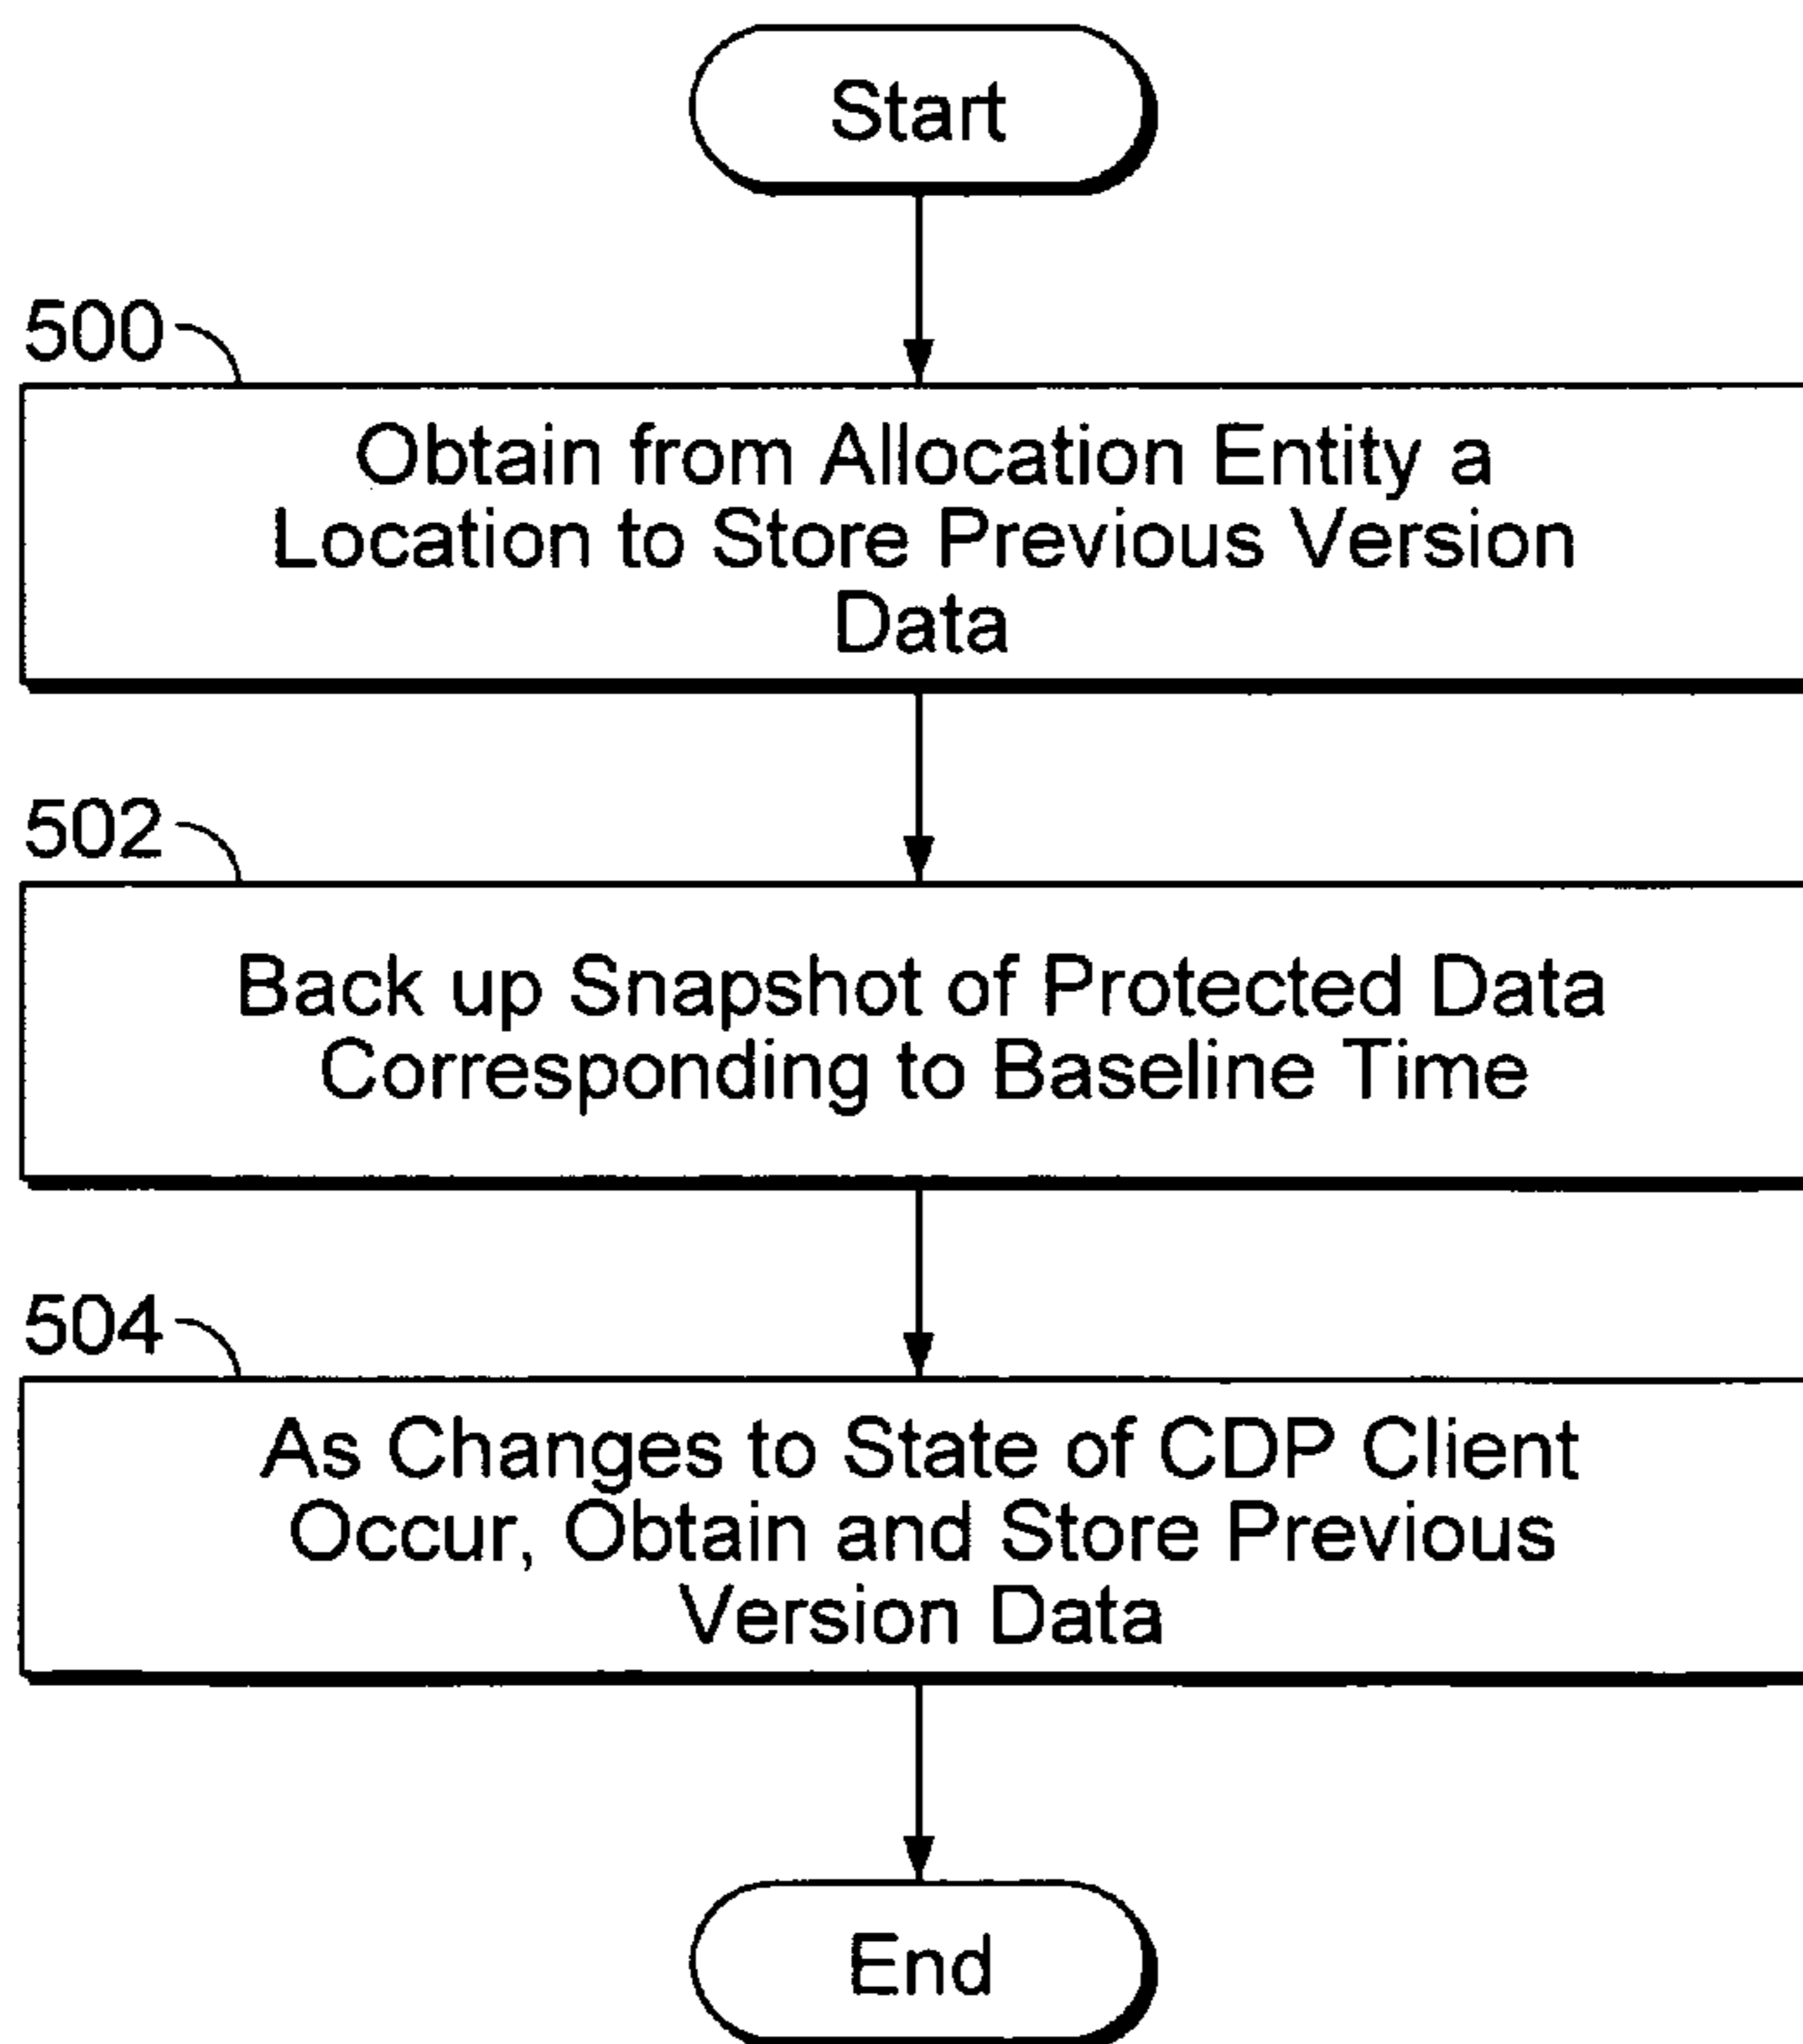 Start
500
Obtain from Allocation Entity a
Location to Store Previous Version
Data
502
Back up Snapshot of Protected Data
Corresponding to Baseline Time
504
As Changes to State of CDP Client
Occur, Obtain and Store Previous
Version Data
End